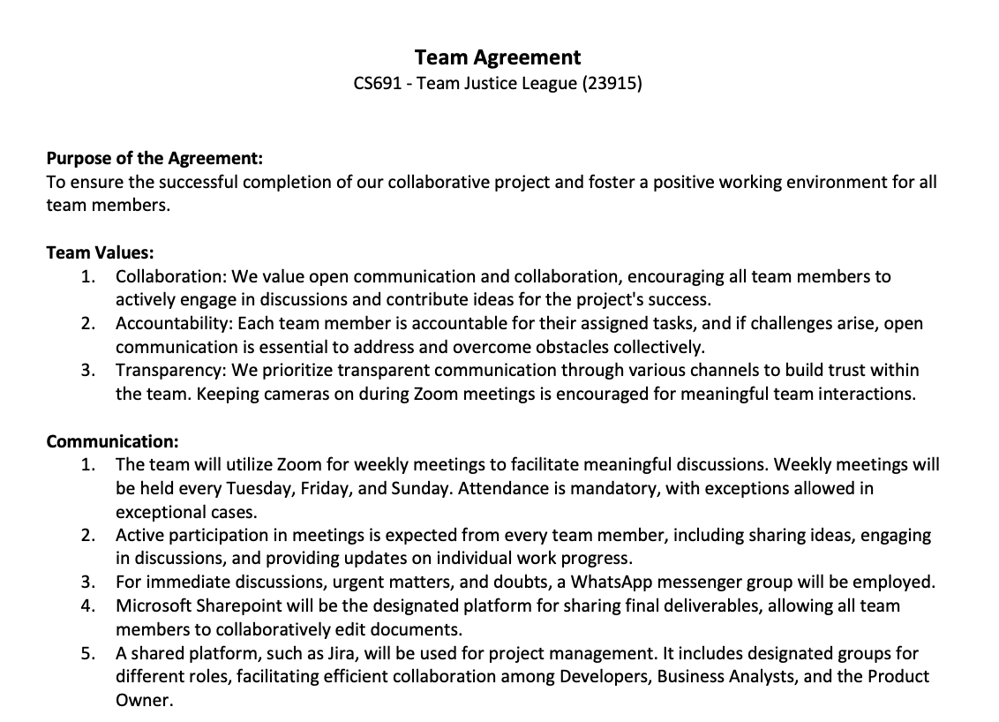 Team Agreement
CS691 - Team Justice League (23915)
Purpose of the Agreement:
To ensure the successful completion of our collaborative project and foster a positive working environment for all
team members.
Team Values:
1. Collaboration: We value open communication and collaboration, encouraging all team members to
actively engage in discussions and contribute ideas for the project's success.
2. Accountability: Each team member is accountable for their assigned tasks, and if challenges arise, open
communication is essential to address and overcome obstacles collectively.
3. Transparency: We prioritize transparent communication through various channels to build trust within
the team. Keeping cameras on during Zoom meetings is encouraged for meaningful team interactions.
Communication:
1. The team will utilize Zoom for weekly meetings to facilitate meaningful discussions. Weekly meetings will
be held every Tuesday, Friday, and Sunday. Attendance is mandatory, with exceptions allowed in
exceptional cases.
2. Active participation in meetings is expected from every team member, including sharing ideas, engaging
in discussions, and providing updates on individual work progress.
3. For immediate discussions, urgent matters, and doubts, a WhatsApp messenger group will be employed.
4. Microsoft Sharepoint will be the designated platform for sharing final deliverables, allowing all team
members to collaboratively edit documents.
5. A shared platform, such as Jira, will be used for project management. It includes designated groups for
different roles, facilitating efficient collaboration among Developers, Business Analysts, and the Product
Owner.